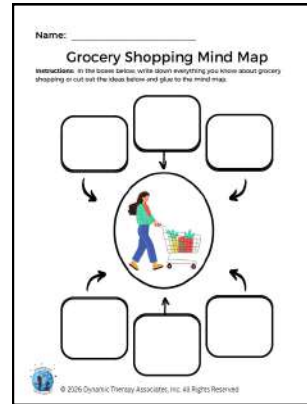 Name:
Grocery Shopping Mind Map
Instructions: In the boxes below, write down everything you know about grocery
shopping or cut out the ideas below and glue to the mind map.
© 2026 Dynamic Therapy Associates, Inc. All Rights Reserved